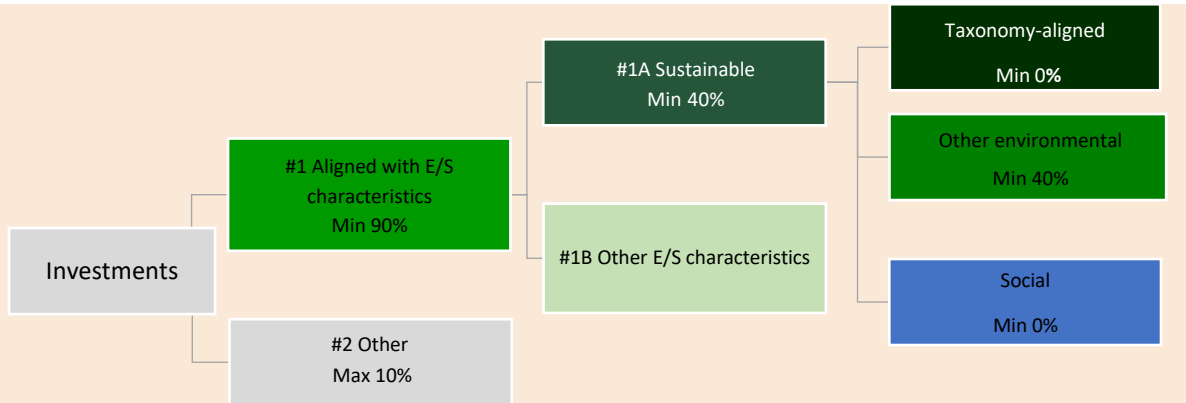 Investments
#1 Aligned with E/S
characteristics
Min 90%
#2 Other
Max 10%
#1A Sustainable
Min 40%
#1B Other E/S characteristics
Taxonomy-aligned
Min 0%
Other environmental
Min 40%
Social
Min 0%